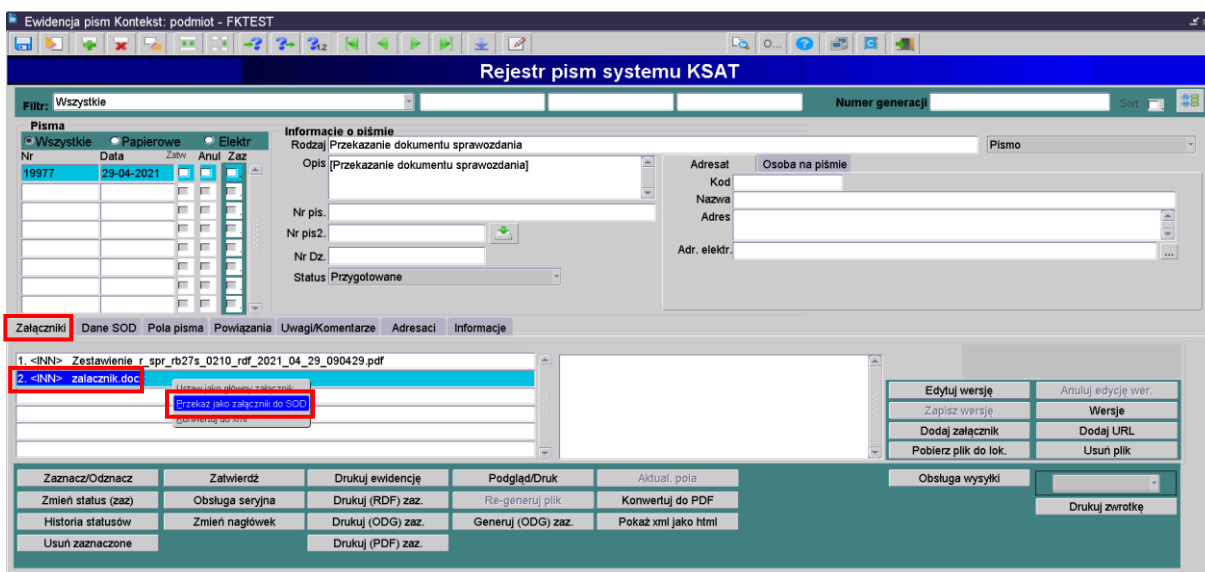 Ewidencja pism Kontekst: podmiot - FKTEST
O...
Rejestr pism systemu KSAT
Filtr: Wszystkie Numer generacji Sort
Pisma
Wszystkie Papierowe Elektr
Nr Data Zatw Anul Zaz
19977 29-04-2021
Informacje o piśmie
Rodzaj Przekazanie dokumentu sprawozdania Pismo
Opis [Przekazanie dokumentu sprawozdania]
Nr pis.
Nr pis2.
Nr Dz.
Status Przygotowane
Adresat Osoba na piśmie
Kod
Nazwa
Adres
Adr. elektr. ...
Załączniki Dane SOD Pola pisma Powiązania Uwagi/Komentarze Adresaci Informacje
1. <INN> Zestawienie_r_spr_rb27s_0210_rdf_2021_04_29_090429.pdf
2. <INN> zalacznik.doc
Ustaw jako główny załącznik
Przekaż jako załącznik do SOD
Konwertuj do xml
Edytuj wersję Anuluj edycję wer.
Zapisz wersję Wersje
Dodaj załącznik Dodaj URL
Pobierz plik do lok. Usuń plik
Zaznacz/Odznacz Zatwierdź Drukuj ewidencję Podgląd/Druk Aktual. pola Obsługa wysyłki
Zmień status (zaz) Obsługa seryjna Drukuj (RDF) zaz. Re-generuj plik Konwertuj do PDF
Drukuj zwrotkę
Historia statusów Zmień nagłówek Drukuj (ODG) zaz. Generuj (ODG) zaz. Pokaż xml jako html
Usuń zaznaczone Drukuj (PDF) zaz.